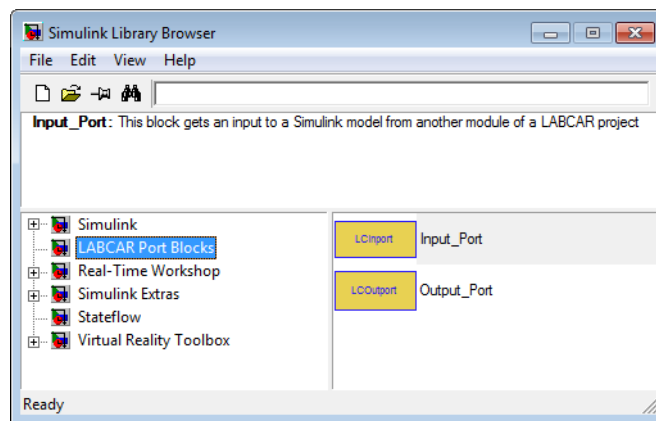 Simulink Library Browser
File Edit View Help
Input_Port: This block gets an input to a Simulink model from another module of a LABCAR project
Simulink
LABCAR Port Blocks
Real-Time Workshop
Simulink Extras
Stateflow
Virtual Reality Toolbox
LCInport Input_Port
LCOutport Output_Port
Ready